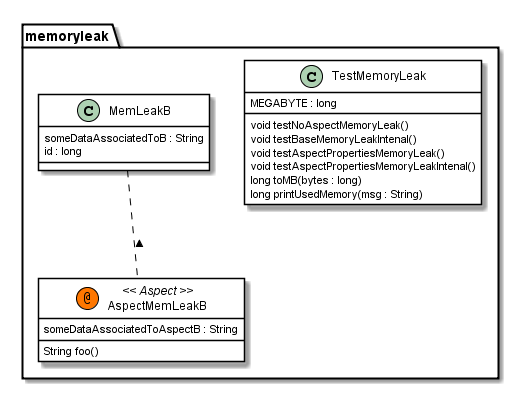 memoryleak
C MemLeakB
someDataAssociatedToB : String
id : long
C TestMemoryLeak
MEGABYTE : long
void testNoAspectMemoryLeak()
void testBaseMemoryLeakIntenal()
void testAspectPropertiesMemoryLeak()
void testAspectPropertiesMemoryLeakIntenal()
long toMB(bytes : long)
long printUsedMemory(msg : String)
@ << Aspect >>
AspectMemLeakB
someDataAssociatedToAspectB : String
String foo()